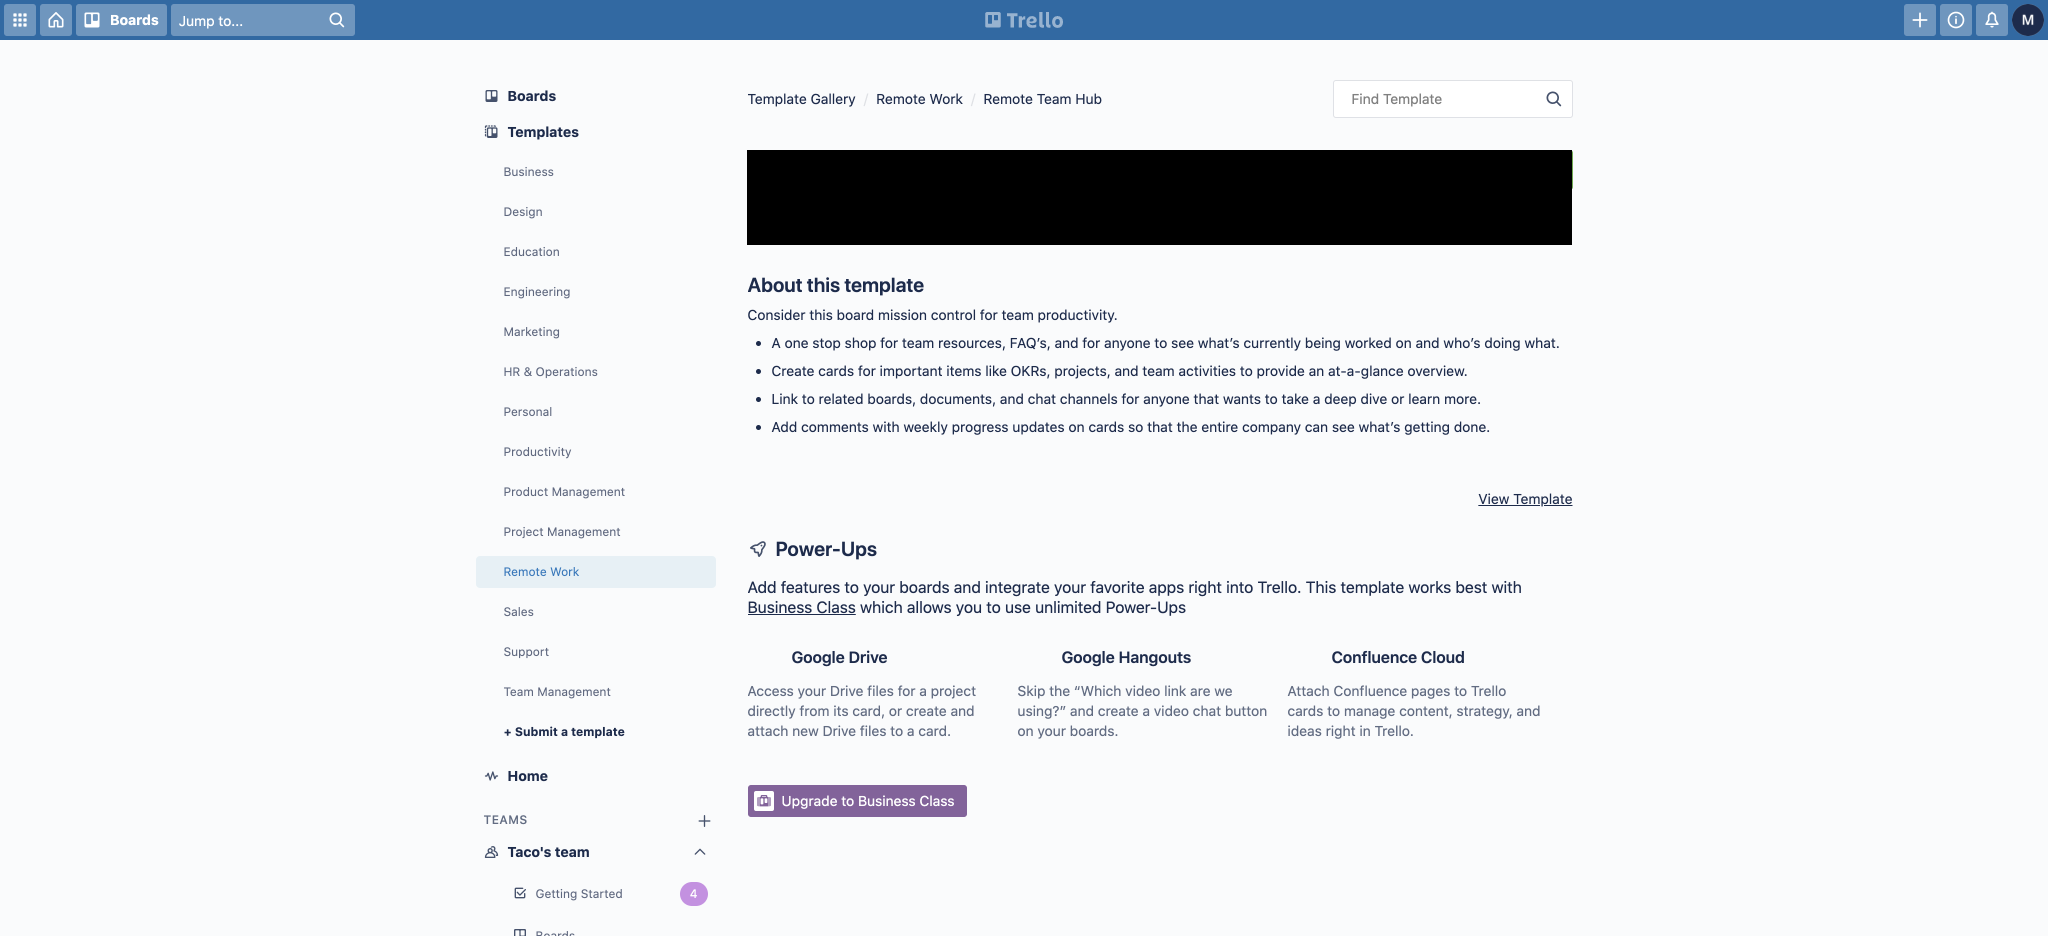 Boards
Jump to...
Trello
M
Boards
Templates
Business
Design
Education
Engineering
Marketing
HR & Operations
Personal
Productivity
Product Management
Project Management
Remote Work
Sales
Support
Team Management
+ Submit a template
Home
TEAMS
Taco's team
Getting Started
4
Boards
Template Gallery / Remote Work / Remote Team Hub
Find Template
About this template
Consider this board mission control for team productivity.
• A one stop shop for team resources, FAQ’s, and for anyone to see what’s currently being worked on and who’s doing what.
• Create cards for important items like OKRs, projects, and team activities to provide an at-a-glance overview.
• Link to related boards, documents, and chat channels for anyone that wants to take a deep dive or learn more.
• Add comments with weekly progress updates on cards so that the entire company can see what’s getting done.
View Template
Power-Ups
Add features to your boards and integrate your favorite apps right into Trello. This template works best with
Business Class which allows you to use unlimited Power-Ups
Google Drive
Access your Drive files for a project
directly from its card, or create and
attach new Drive files to a card.
Google Hangouts
Skip the “Which video link are we
using?” and create a video chat button
on your boards.
Confluence Cloud
Attach Confluence pages to Trello
cards to manage content, strategy, and
ideas right in Trello.
Upgrade to Business Class